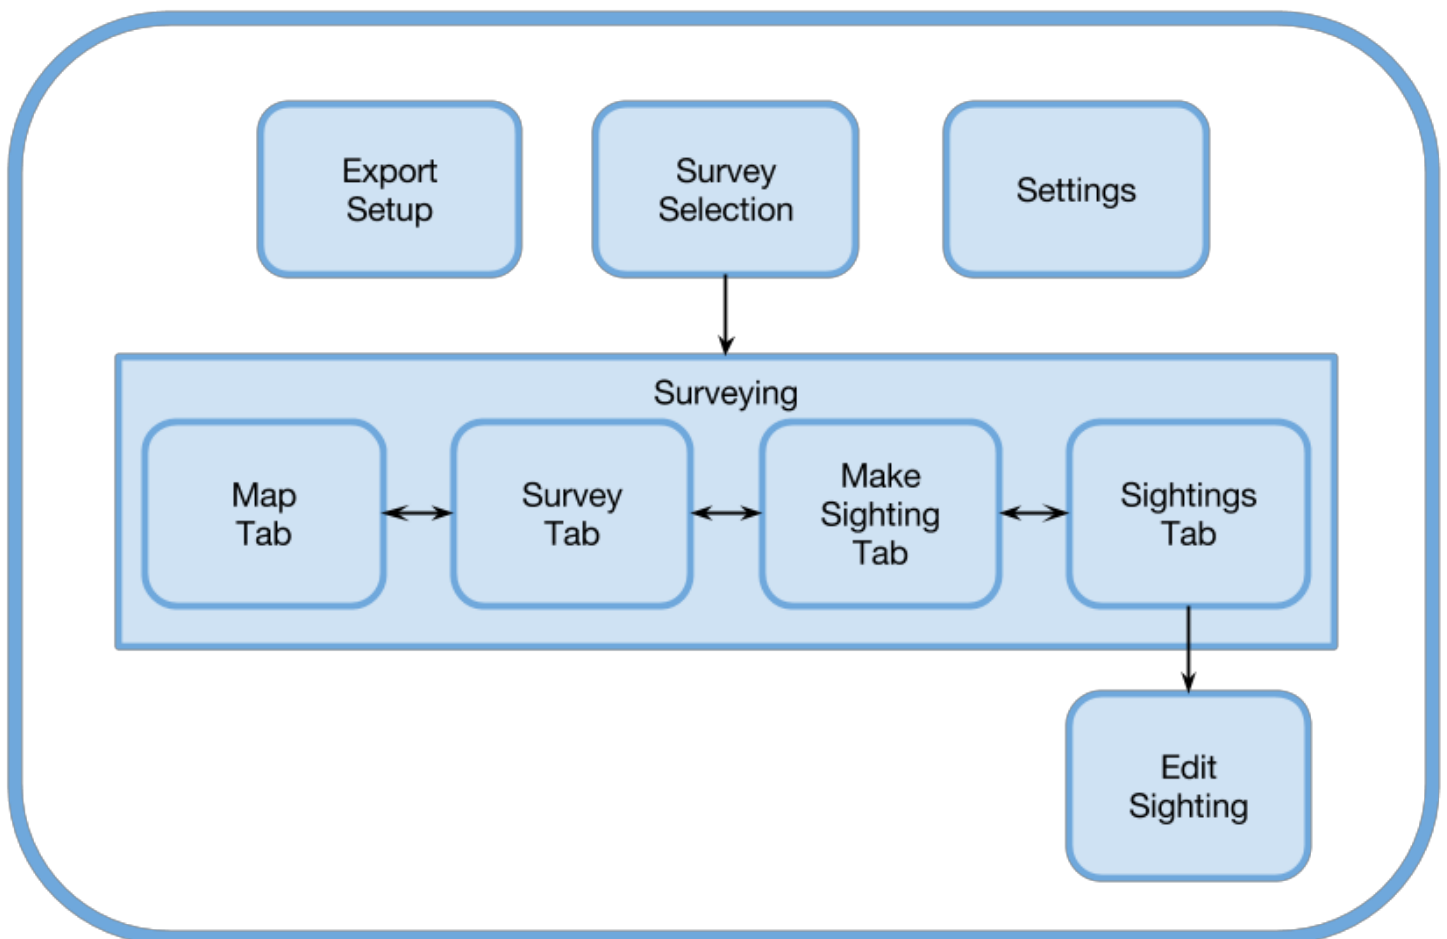 Export
Setup
Survey
Selection
Settings
Surveying
Map
Tab
Survey
Tab
Make
Sighting
Tab
Sightings
Tab
Edit
Sighting